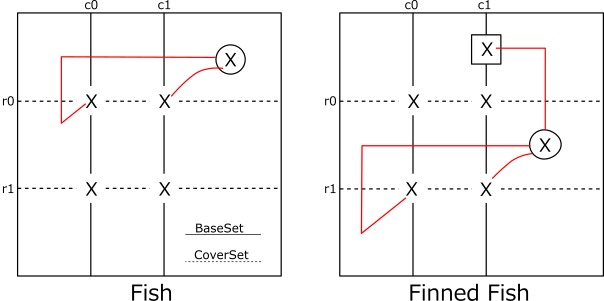 c0 c1
X
r0 X X
r1 X X
BaseSet
CoverSet
Fish
c0 c1
X
r0 X X
X
r1 X X
Finned Fish